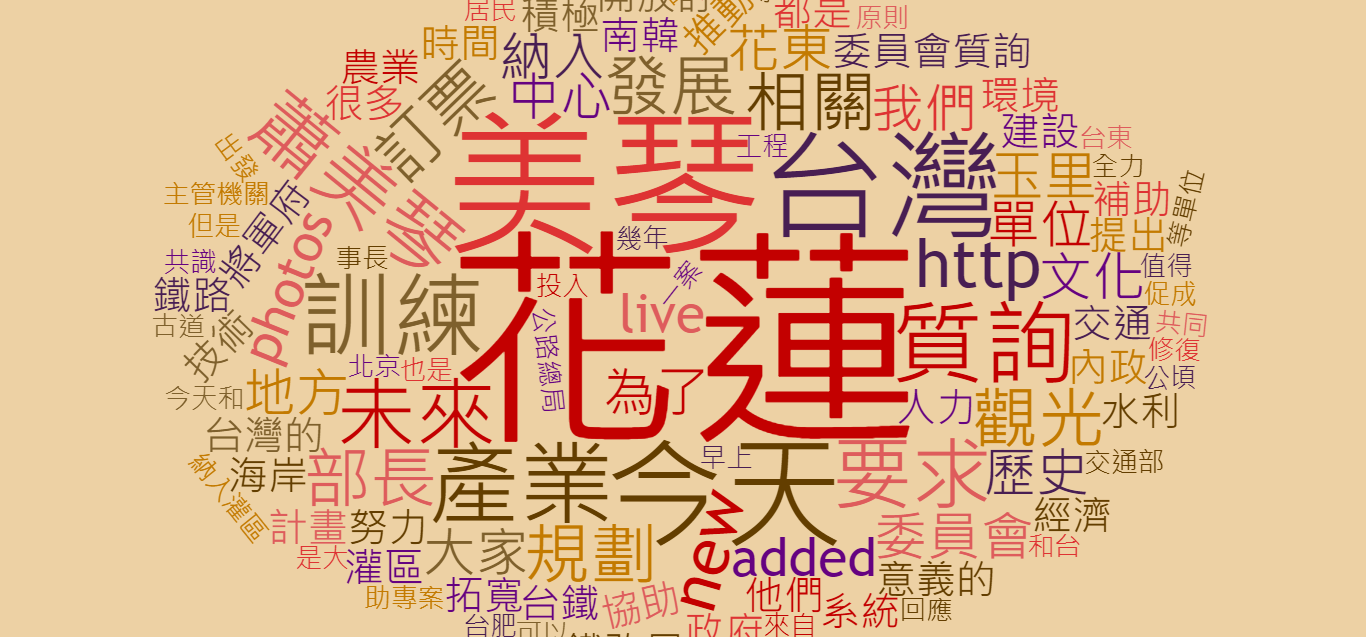 居民
積極
推動
都是
原則
時間
納入
南韓
花東
委員會質詢
農業
中心
發展
相關
我們
環境
很多
訂票
建設
台東
蕭美琴
美琴
工程
台灣
玉里
全力
出發
主管機關
補助
單位
等單位
但是
將軍府
photos
幾年
提出
共識
事長
http
文化
值得
鐵路
訓練
投入
一案
live
花蓮
促成
古道
技術
公路總局
質詢
交通
共同
北京
也是
修復
內政
公頃
今天和
地方
未來
為了
人力
觀光
水利
台灣的
納入灌區
海岸
部長
產業
今天
早上
要求
歷史
交通部
計畫
努力
大家
規劃
new
added
委員會
經濟
和台
是大
灌區
助專案
拓寬
台鐵
協助
他們
系統
意義的
回應
台肥
可以
政府
來自